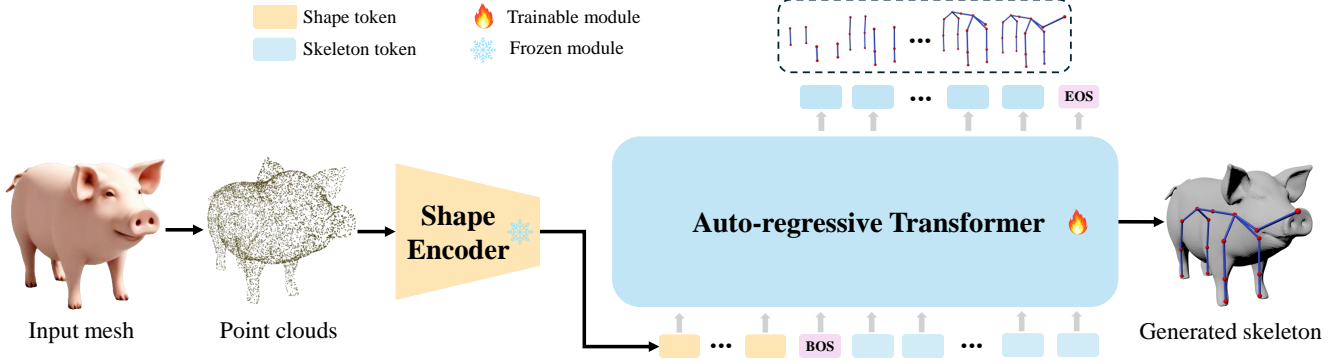 Shape token
Trainable module
Skeleton token
Frozen module
...
EOS
...
Shape
Encoder
Auto-regressive Transformer
Input mesh
Point clouds
...
BOS
...
Generated skeleton